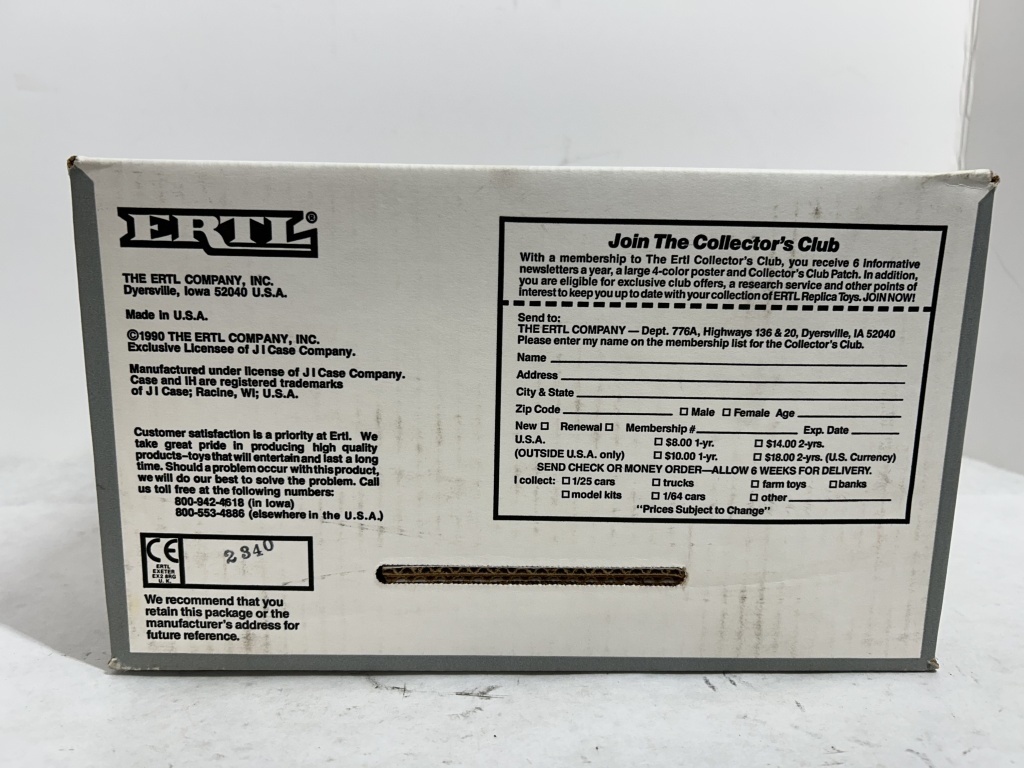 ERTL®
THE ERTL COMPANY, INC.
Dyersville, Iowa 52040 U.S.A.
Made in U.S.A.
©1990 THE ERTL COMPANY, INC.
Exclusive Licensee of J I Case Company.
Manufactured under license of J I Case Company.
Case and IH are registered trademarks
of J I Case; Racine, WI; U.S.A.
Customer satisfaction is a priority at Ertl. We
take great pride in producing high quality
products–toys that will entertain and last a long
time. Should a problem occur with this product,
we will do our best to solve the problem. Call
us toll free at the following numbers:
800-942-4618 (in Iowa)
800-553-4886 (elsewhere in the U.S.A.)
CE
ERTL
EXETER
EX2 8RG
U.K.
2340
We recommend that you
retain this package or the
manufacturer's address for
future reference.
Join The Collector's Club
With a membership to The Ertl Collector's Club, you receive 6 informative
newsletters a year, a large 4-color poster and Collector's Club Patch. In addition,
you are eligible for exclusive club offers, a research service and other points of
interest to keep you up to date with your collection of ERTL Replica Toys. JOIN NOW!
Send to:
THE ERTL COMPANY — Dept. 776A, Highways 136 & 20, Dyersville, IA 52040
Please enter my name on the membership list for the Collector's Club.
Name
Address
City & State
Zip Code ☐ Male ☐ Female Age
New ☐ Renewal ☐ Membership # Exp. Date
U.S.A. ☐ $8.00 1-yr. ☐ $14.00 2-yrs.
(OUTSIDE U.S.A. only) ☐ $10.00 1-yr. ☐ $18.00 2-yrs. (U.S. Currency)
SEND CHECK OR MONEY ORDER—ALLOW 6 WEEKS FOR DELIVERY.
I collect: ☐ 1/25 cars ☐ trucks ☐ farm toys ☐ banks
☐ model kits ☐ 1/64 cars ☐ other
"Prices Subject to Change"